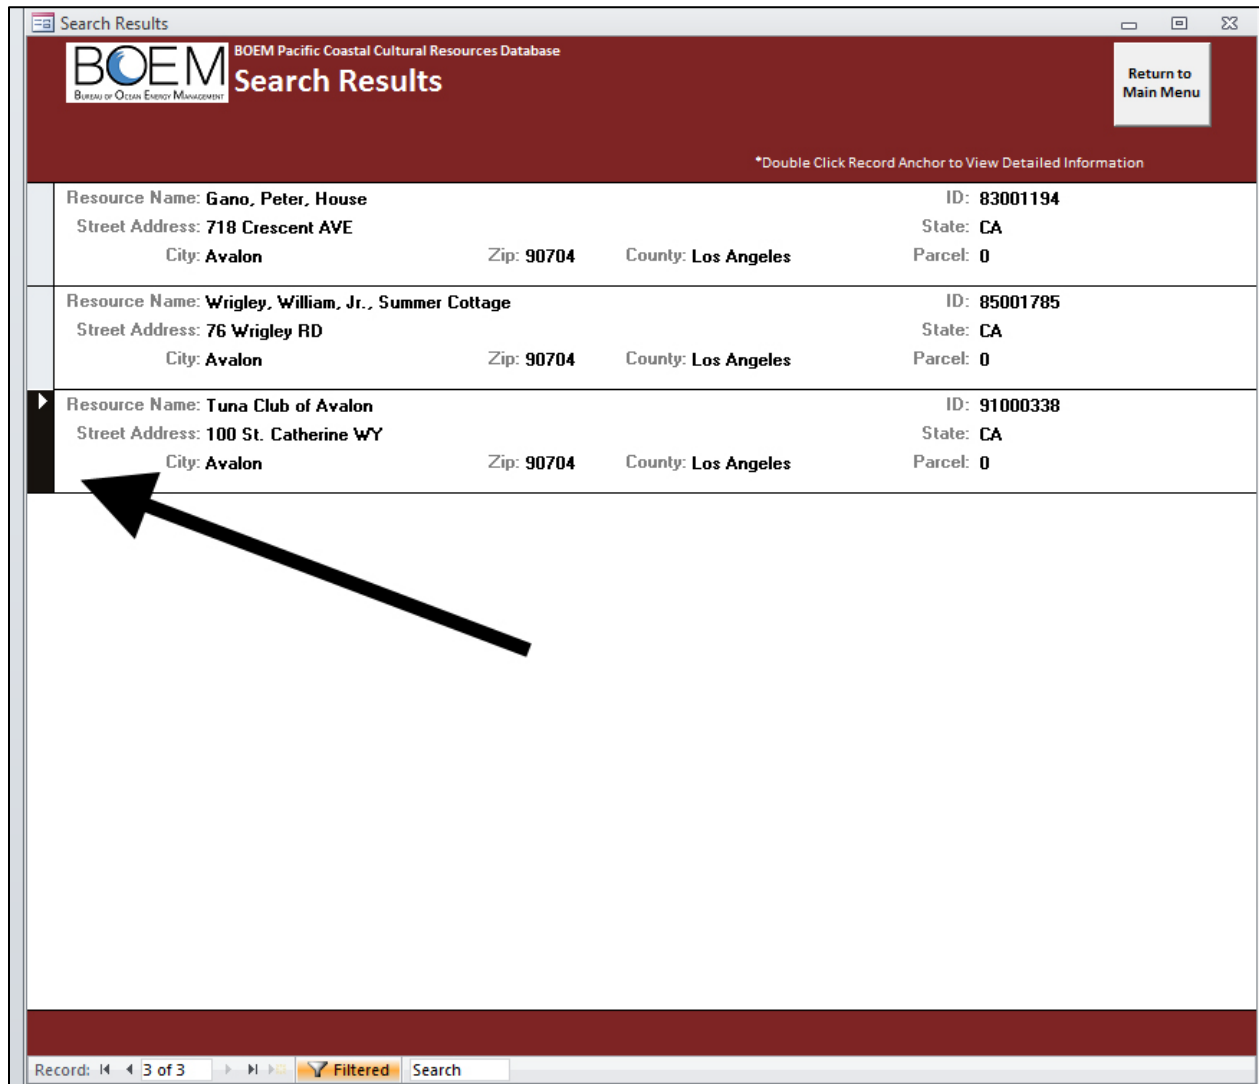 Search Results
BOEM
BUREAU OF OCEAN ENERGY MANAGEMENT
BOEM Pacific Coastal Cultural Resources Database
Search Results
Return to
Main Menu
*Double Click Record Anchor to View Detailed Information
Resource Name: Gano, Peter, House ID: 83001194
Street Address: 718 Crescent AVE State: CA
City: Avalon Zip: 90704 County: Los Angeles Parcel: 0
Resource Name: Wrigley, William, Jr., Summer Cottage ID: 85001785
Street Address: 76 Wrigley RD State: CA
City: Avalon Zip: 90704 County: Los Angeles Parcel: 0
Resource Name: Tuna Club of Avalon ID: 91000338
Street Address: 100 St. Catherine WY State: CA
City: Avalon Zip: 90704 County: Los Angeles Parcel: 0
Record: 3 of 3 Filtered Search